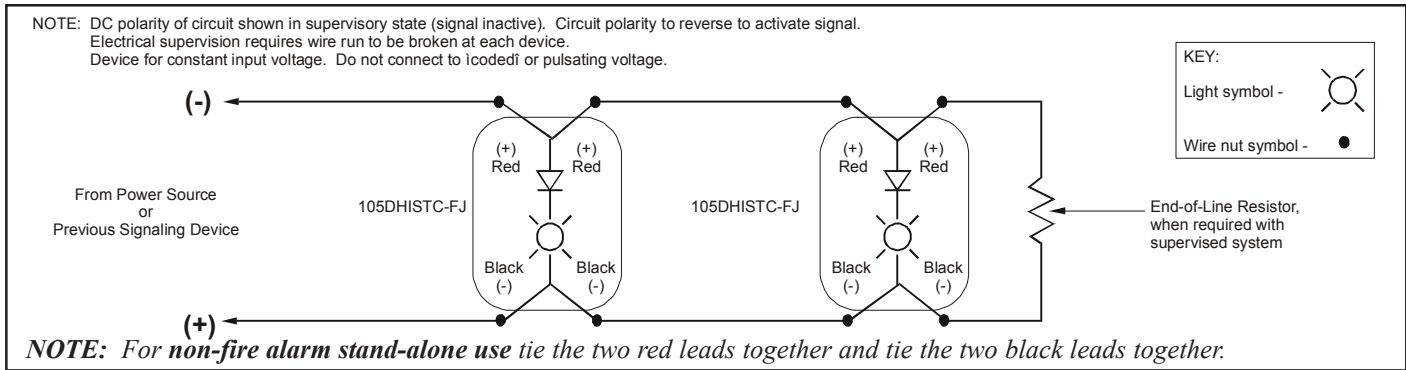 NOTE: DC polarity of circuit shown in supervisory state (signal inactive). Circuit polarity to reverse to activate signal.
Electrical supervision requires wire run to be broken at each device.
Device for constant input voltage. Do not connect to ìcodedî or pulsating voltage.
KEY:
Light symbol -
Wire nut symbol -
(-)
(+) (+)
Red Red
(+) (+)
Red Red
From Power Source
or
Previous Signaling Device
105DHISTC-FJ
105DHISTC-FJ
End-of-Line Resistor,
when required with
supervised system
Black Black
(-) (-)
Black Black
(-) (-)
(+)
NOTE: For non-fire alarm stand-alone use tie the two red leads together and tie the two black leads together.